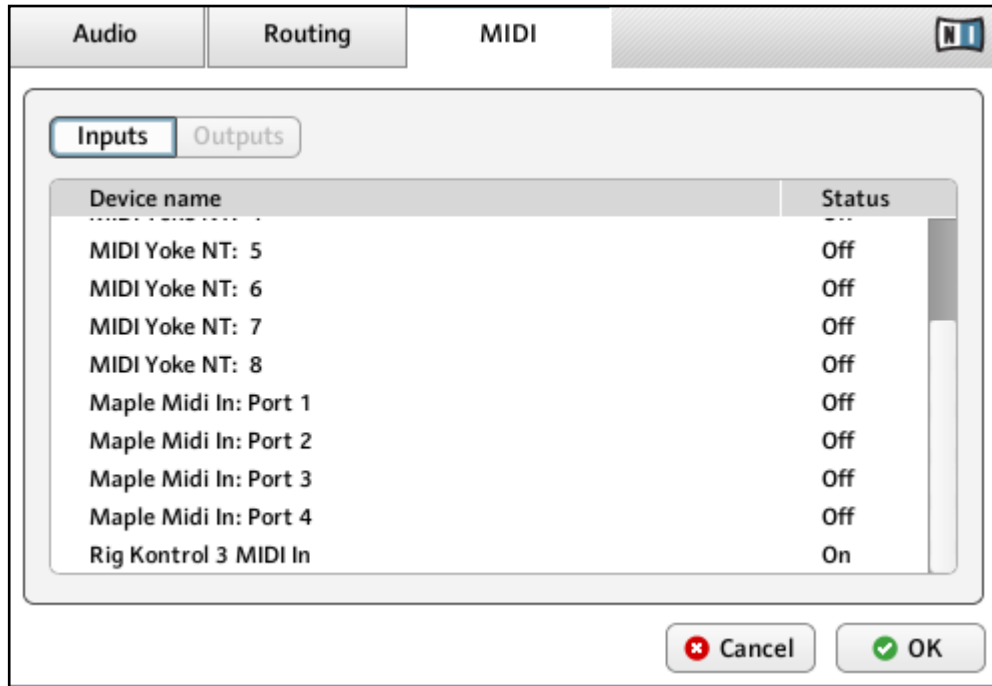 Audio Routing MIDI NI
Inputs Outputs
Device name Status
MIDI Yoke NT: 5 Off
MIDI Yoke NT: 6 Off
MIDI Yoke NT: 7 Off
MIDI Yoke NT: 8 Off
Maple Midi In: Port 1 Off
Maple Midi In: Port 2 Off
Maple Midi In: Port 3 Off
Maple Midi In: Port 4 Off
Rig Kontrol 3 MIDI In On
Cancel OK